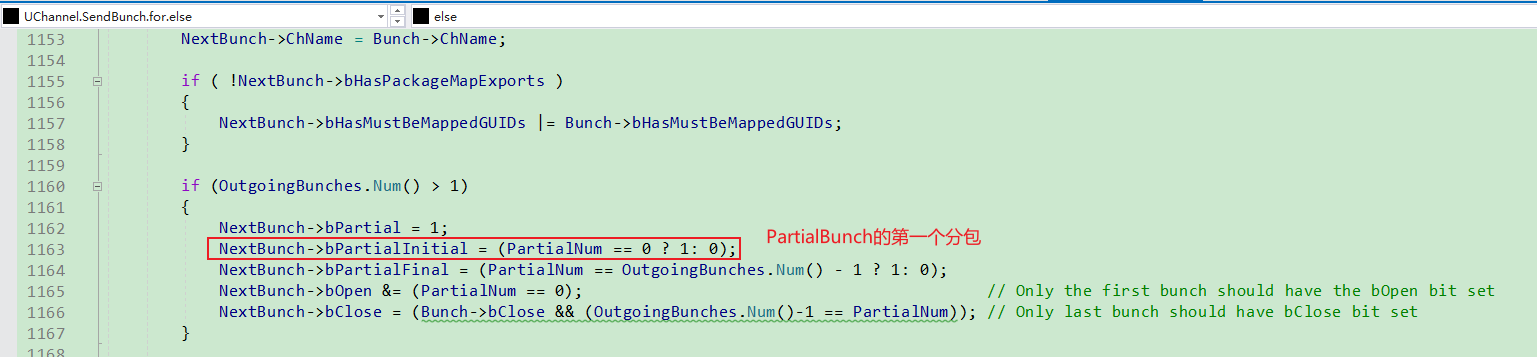 UChannel.SendBunch.for.else
else
1153 NextBunch->ChName = Bunch->ChName;
1154
1155 if ( !NextBunch->bHasPackageMapExports )
1156 {
1157 NextBunch->bHasMustBeMappedGUIDs |= Bunch->bHasMustBeMappedGUIDs;
1158 }
1159
1160 if (OutgoingBunches.Num() > 1)
1161 {
1162 NextBunch->bPartial = 1;
1163 NextBunch->bPartialInitial = (PartialNum == 0 ? 1: 0); PartialBunch的第一个分包
1164 NextBunch->bPartialFinal = (PartialNum == OutgoingBunches.Num() - 1 ? 1: 0);
1165 NextBunch->bOpen &= (PartialNum == 0); // Only the first bunch should have the bOpen bit set
1166 NextBunch->bClose = (Bunch->bClose && (OutgoingBunches.Num()-1 == PartialNum)); // Only last bunch should have bClose bit set
1167 }
1168